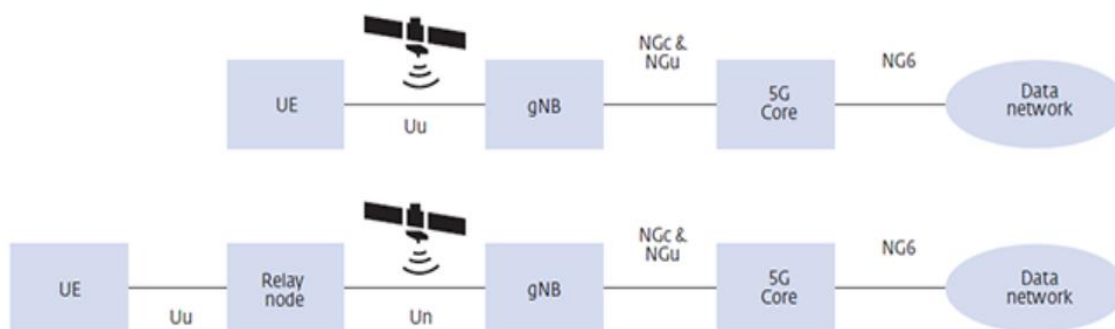 NGc &
NGu
NG6
UE
gNB
5G
Core
Data
network
Uu
NGc &
NGu
NG6
UE
Relay
node
gNB
5G
Core
Data
network
Uu
Un